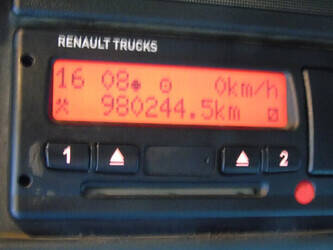 RENAULT TRUCKS
16 08 0km/h
980244.5km
1 2